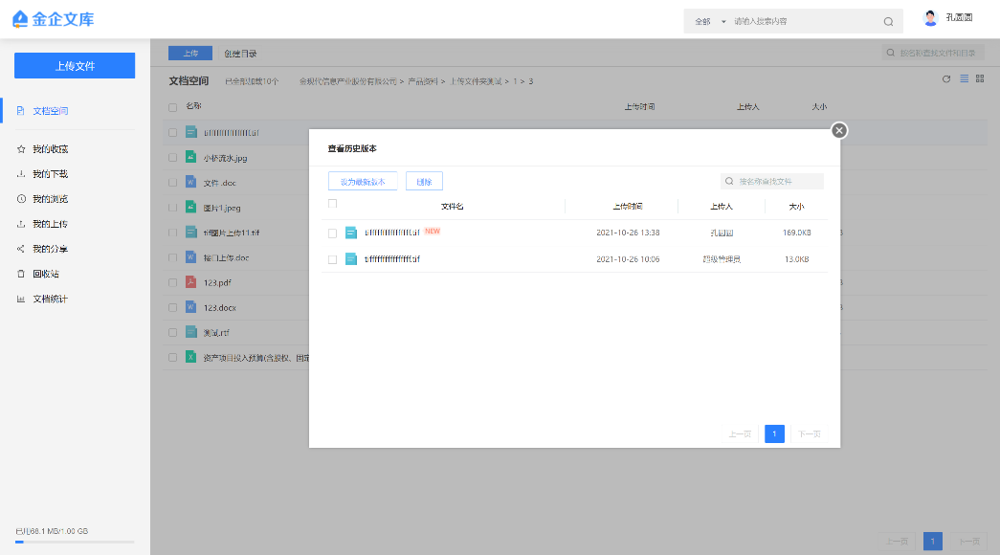 金企文库
全部 请输入搜索内容
孔圆圆
上传文件
文档空间
我的收藏
我的下载
我的浏览
我的上传
我的分享
回收站
文档统计
已用68.1 MB/1.00 GB
上传 创建目录
按名称查找文件和目录
文档空间 已全部加载10个 金现代信息产业股份有限公司 > 产品资料 > 上传文件夹测试 > 1 > 3
名称 上传时间 上传人 大小
小桥流水.jpg
文件.doc
图片1.jpeg
tif图片上传11.tif
接口上传.doc
123.pdf
123.docx
测试.rtf
资产项目投入预算(含股权、固定
查看历史版本
设为最新版本 删除
按名称查找文件
文件名 上传时间 上传人 大小
NEW 2021-10-26 13:38 孔圆圆 169.0KB
2021-10-26 10:06 超级管理员 13.0KB
上一页 1 下一页
上一页 1 下一页